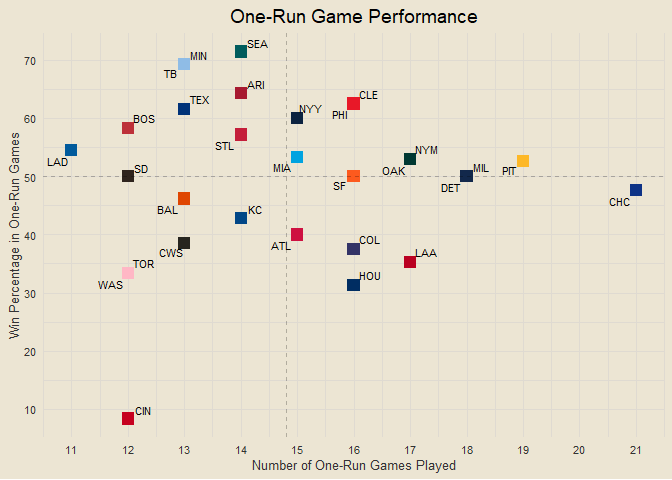 One-Run Game Performance
Win Percentage in One-Run Games
70
60
50
40
30
20
10
SEA
MIN
TB
ARI
TEX
CLE
PHI
NYY
BOS
STL
LAD
SD
MIA
NYM
OAK
PIT
MIL
DET
SF
CHC
BAL
KC
ATL
CWS
COL
LAA
TOR
WAS
HOU
CIN
11 12 13 14 15 16 17 18 19 20 21
Number of One-Run Games Played